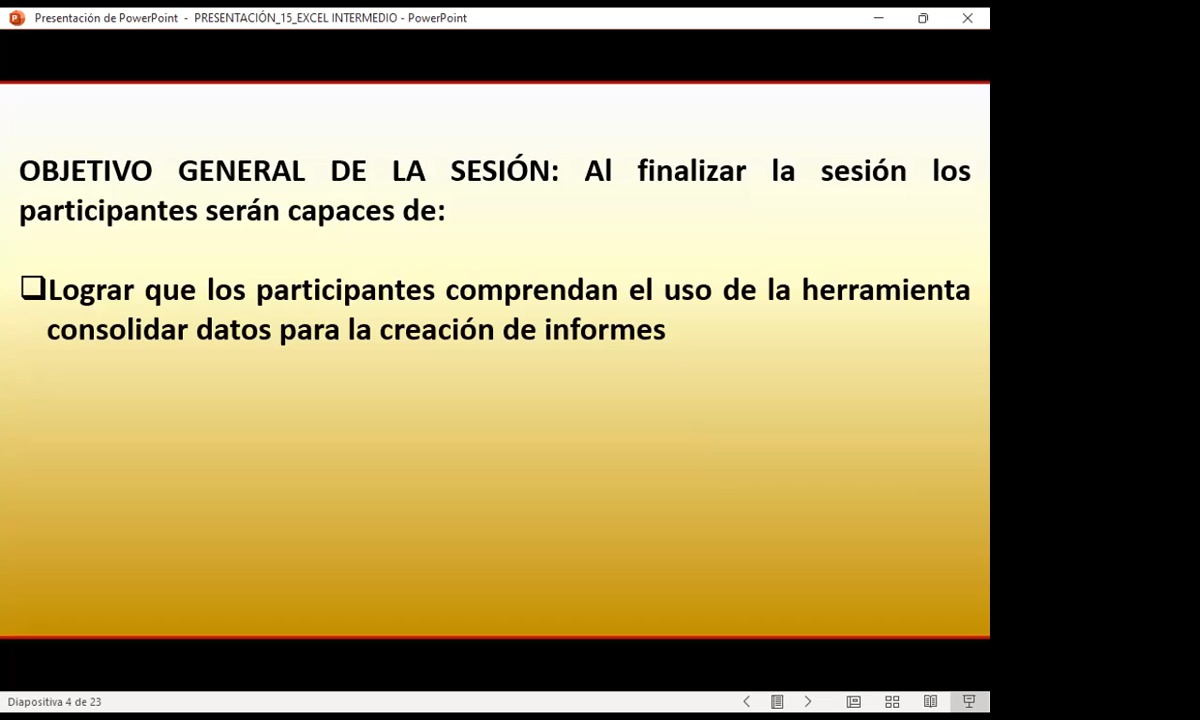 Presentación de PowerPoint - PRESENTACIÓN_15_EXCEL INTERMEDIO - PowerPoint
OBJETIVO GENERAL DE LA SESIÓN: Al finalizar la sesión los
participantes serán capaces de:
Lograr que los participantes comprendan el uso de la herramienta
consolidar datos para la creación de informes
Diapositiva 4 de 23